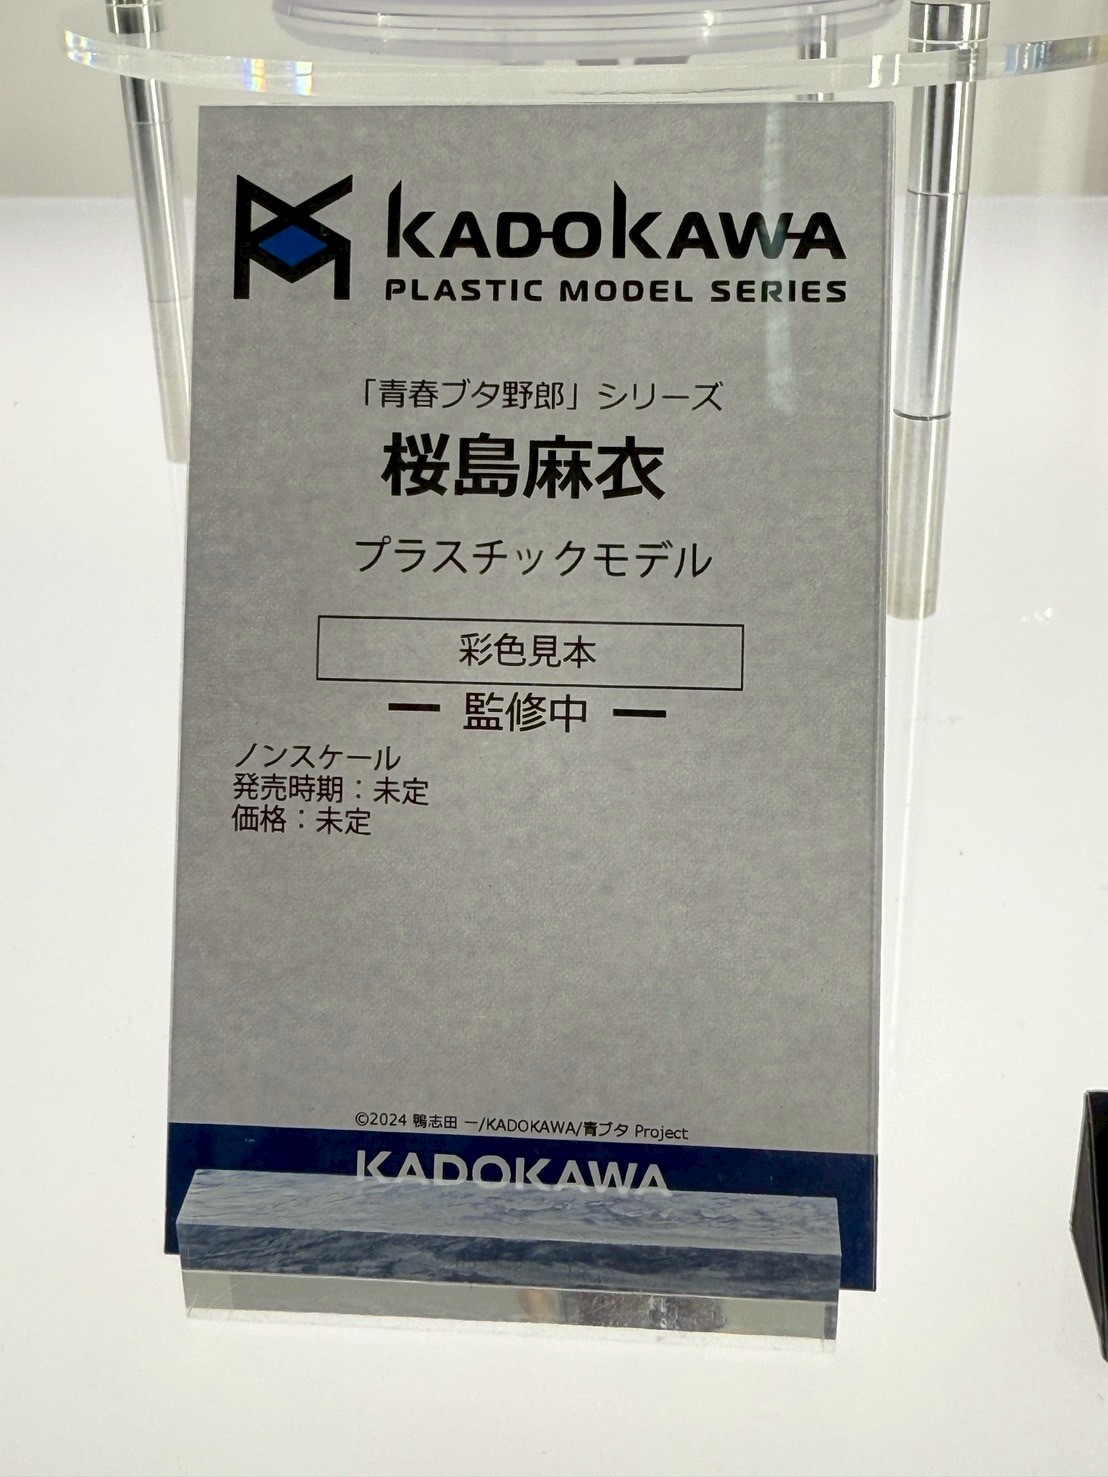 KADOKAWA
PLASTIC MODEL SERIES
「青春ブタ野郎」シリーズ
桜島麻衣
プラスチックモデル
彩色見本
ー 監修中 ー
ノンスケール
発売時期：未定
価格：未定
©2024 鴨志田 一/KADOKAWA/青ブタ Project
KADOKAWA